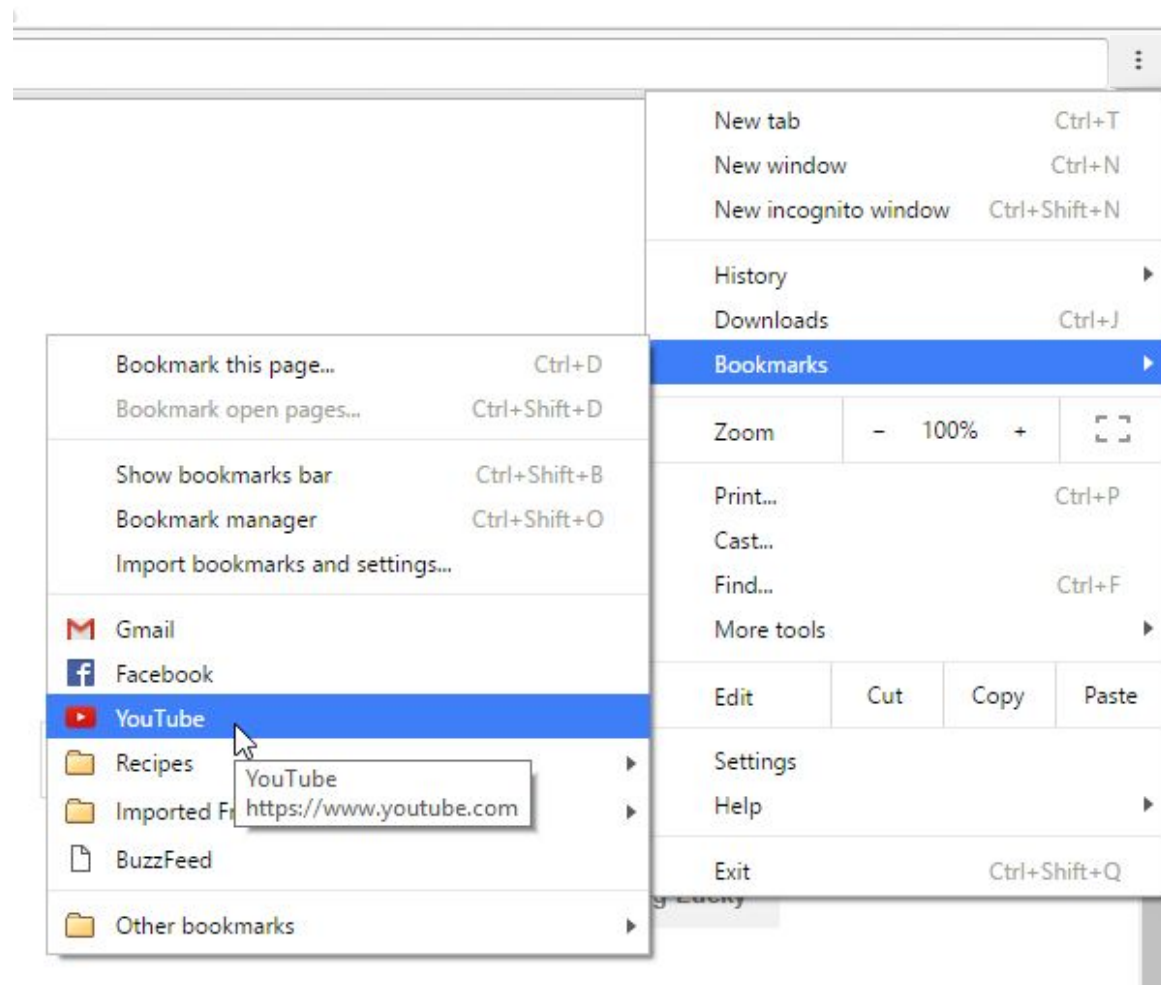 New tab Ctrl+T
New window Ctrl+N
New incognito window Ctrl+Shift+N
History
Downloads Ctrl+J
Bookmarks
Zoom - 100% +
Print... Ctrl+P
Cast...
Find... Ctrl+F
More tools
Edit Cut Copy Paste
Settings
Help
Exit Ctrl+Shift+Q
Bookmark this page... Ctrl+D
Bookmark open pages... Ctrl+Shift+D
Show bookmarks bar Ctrl+Shift+B
Bookmark manager Ctrl+Shift+O
Import bookmarks and settings...
Gmail
Facebook
YouTube
Recipes
YouTube
https://www.youtube.com
Imported
BuzzFeed
Other bookmarks